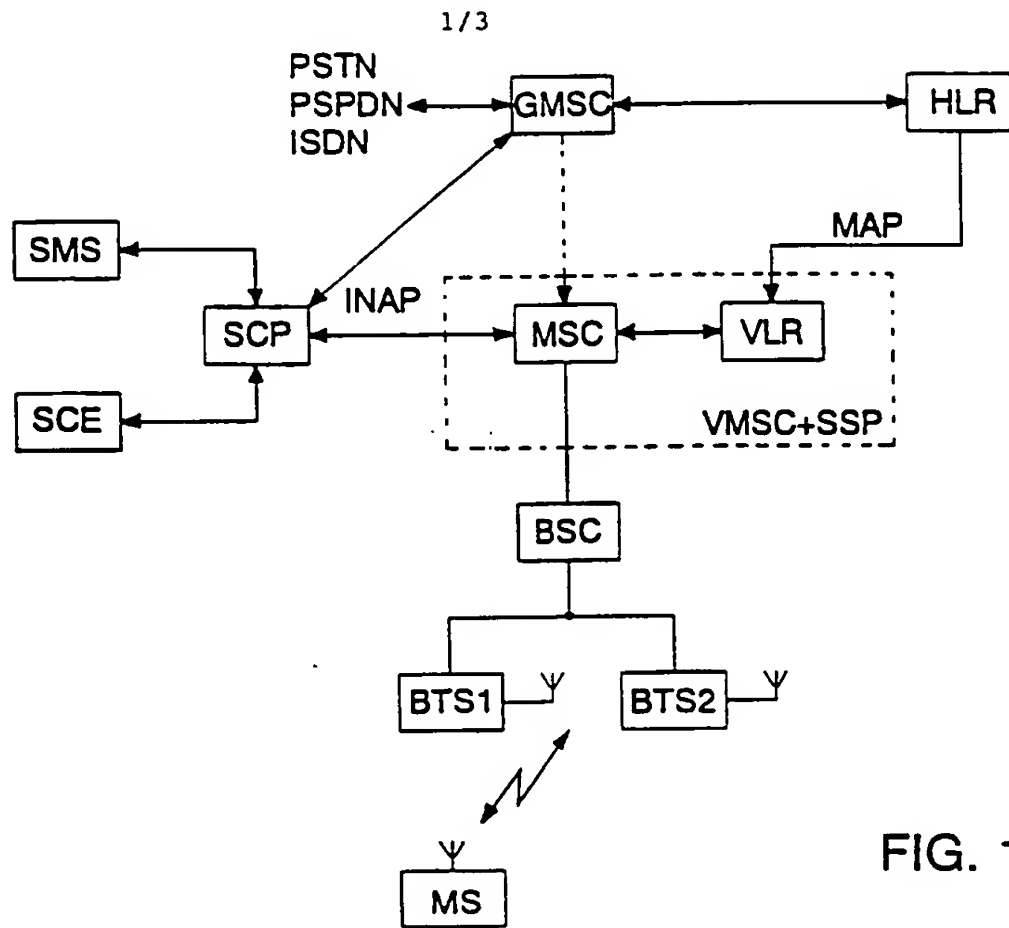 1/3
PSTN
PSPDN
ISDN
GMSC
HLR
MAP
SMS
INAP
SCP
MSC
VLR
SCE
VMSC+SSP
BSC
BTS1
BTS2
MS
FIG.